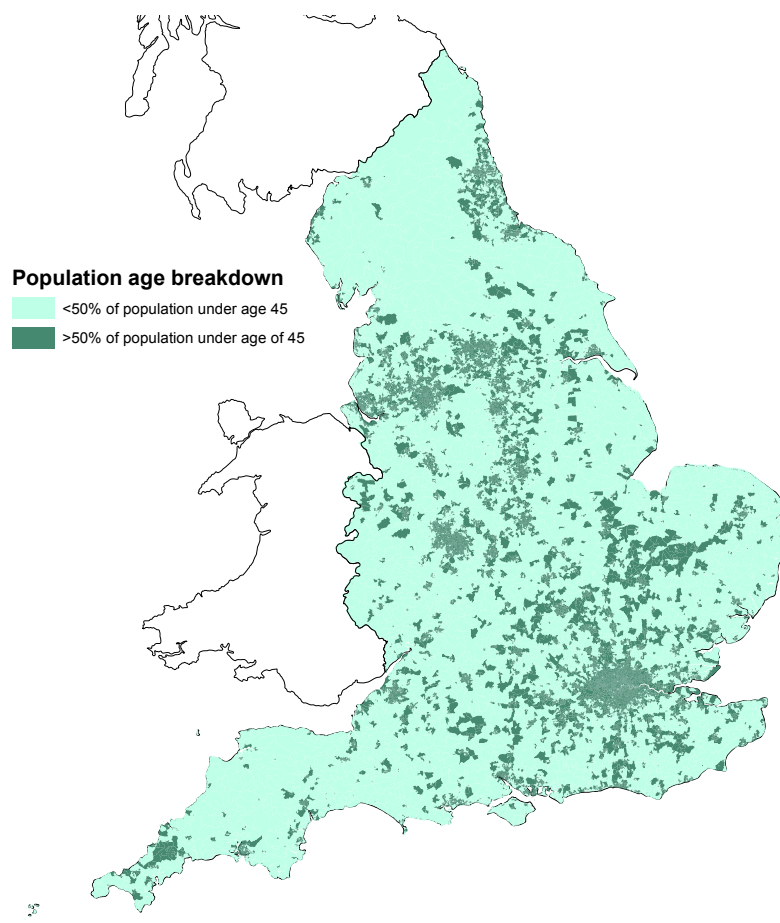 Population age breakdown
<50% of population under age 45
>50% of population under age of 45